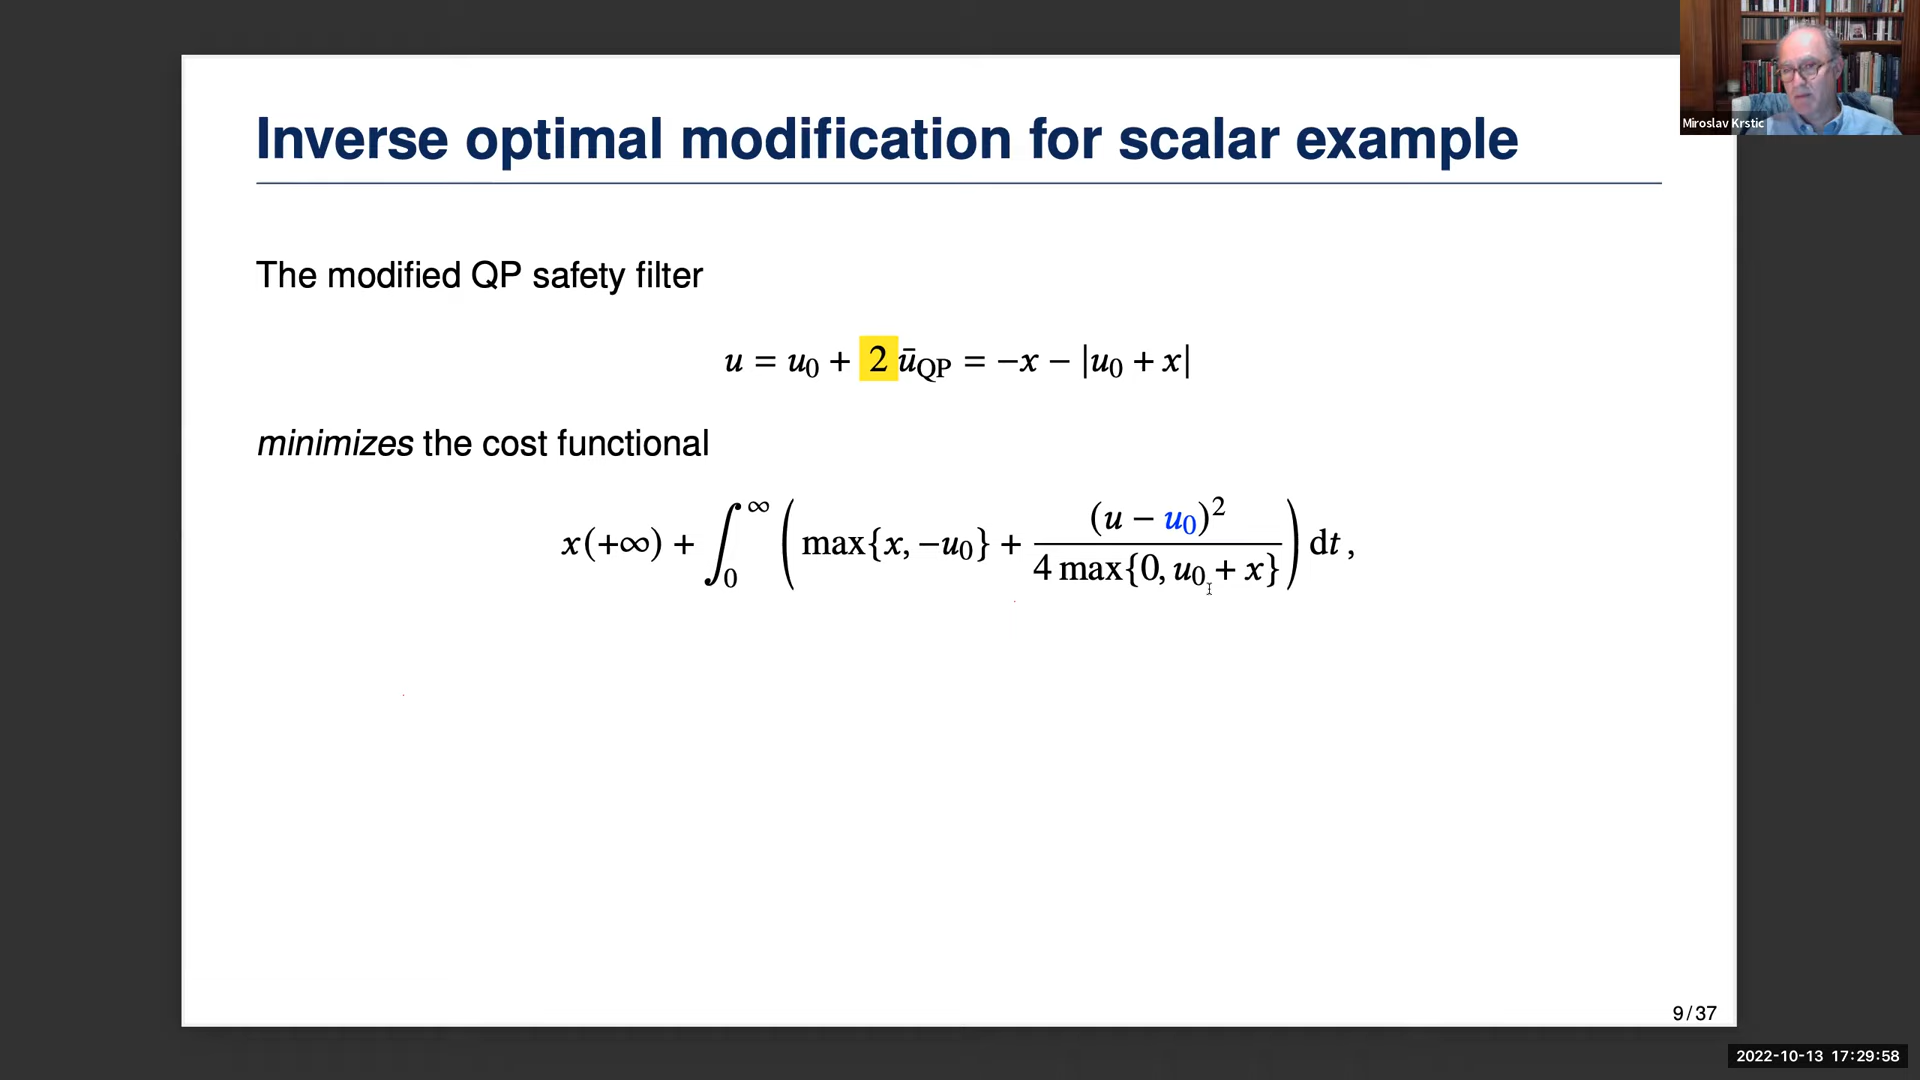 Miroslav Krstic
Inverse optimal modification for scalar example
The modified QP safety filter
u = u₀ + 2 ūQP = −x − |u₀ + x|
minimizes the cost functional
x(+∞) + ∫₀^∞ ( max{x, −u₀} + (u − u₀)² / 4 max{0, u₀ + x} ) dt ,
9/37
2022-10-13 17:29:58